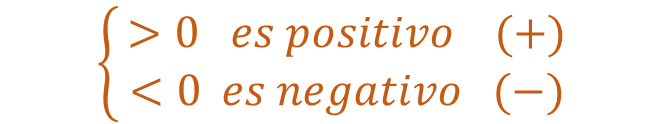 > 0 es positivo (+)
< 0 es negativo (−)